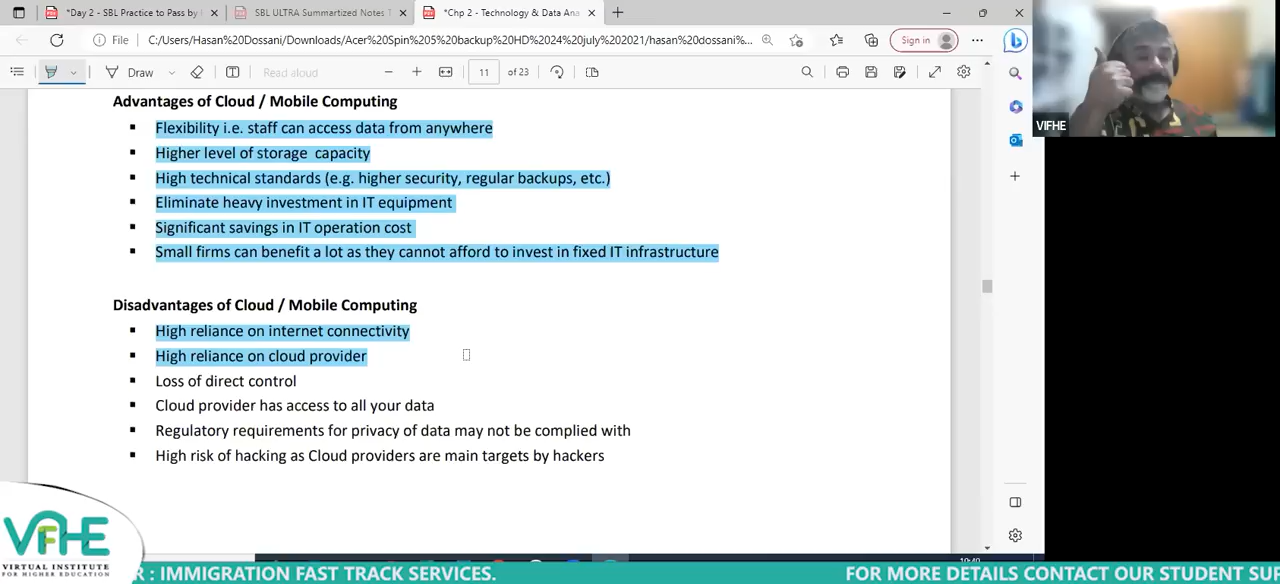 *Day 2 - SBL Practice to Pass by
SBL ULTRA Summartized Notes
*Chp 2 - Technology & Data Ana
File
C:/Users/Hasan%20Dossani/Downloads/Acer%20Spin%205%20backup%20HD%2024%20july%202021/hasan%20dossani/...
Sign in
Draw
Read aloud
11 of 23
VIFHE
Advantages of Cloud / Mobile Computing
▪ Flexibility i.e. staff can access data from anywhere
▪ Higher level of storage capacity
▪ High technical standards (e.g. higher security, regular backups, etc.)
▪ Eliminate heavy investment in IT equipment
▪ Significant savings in IT operation cost
▪ Small firms can benefit a lot as they cannot afford to invest in fixed IT infrastructure
Disadvantages of Cloud / Mobile Computing
▪ High reliance on internet connectivity
▪ High reliance on cloud provider
▪ Loss of direct control
▪ Cloud provider has access to all your data
▪ Regulatory requirements for privacy of data may not be complied with
▪ High risk of hacking as Cloud providers are main targets by hackers
VFHE
VIRTUAL INSTITUTE
FOR HIGHER EDUCATION
R : IMMIGRATION FAST TRACK SERVICES.
FOR MORE DETAILS CONTACT OUR STUDENT SUP